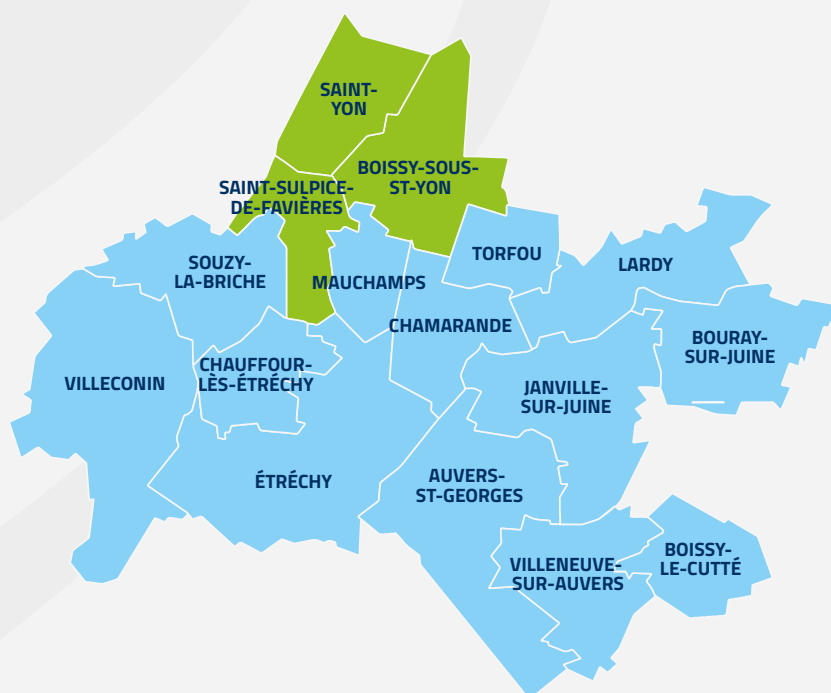 SAINT-
YON
BOISSY-SOUS-
ST-YON
SAINT-SULPICE-
DE-FAVIÈRES
TORFOU
LARDY
SOUZY-
LA-BRICHE
MAUCHAMPS
CHAMARANDE
BOURAY-
SUR-JUINE
VILLECONIN
CHAUFFOUR-
LÈS-ÉTRÉCHY
JANVILLE-
SUR-JUINE
ÉTRÉCHY
AUVERS-
ST-GEORGES
VILLENEUVE-
SUR-AUVERS
BOISSY-
LE-CUTTÉ